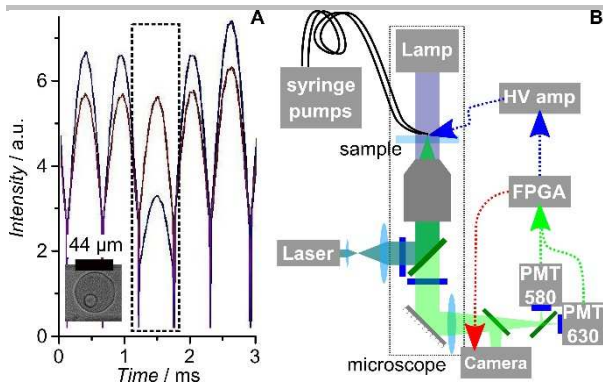 A
Intensity / a.u.
6
4
2
0
44 µm
0
1
2
3
Time / ms
B
Lamp
syringe
pumps
HV amp
sample
FPGA
Laser
PMT
580
PMT
630
microscope
Camera